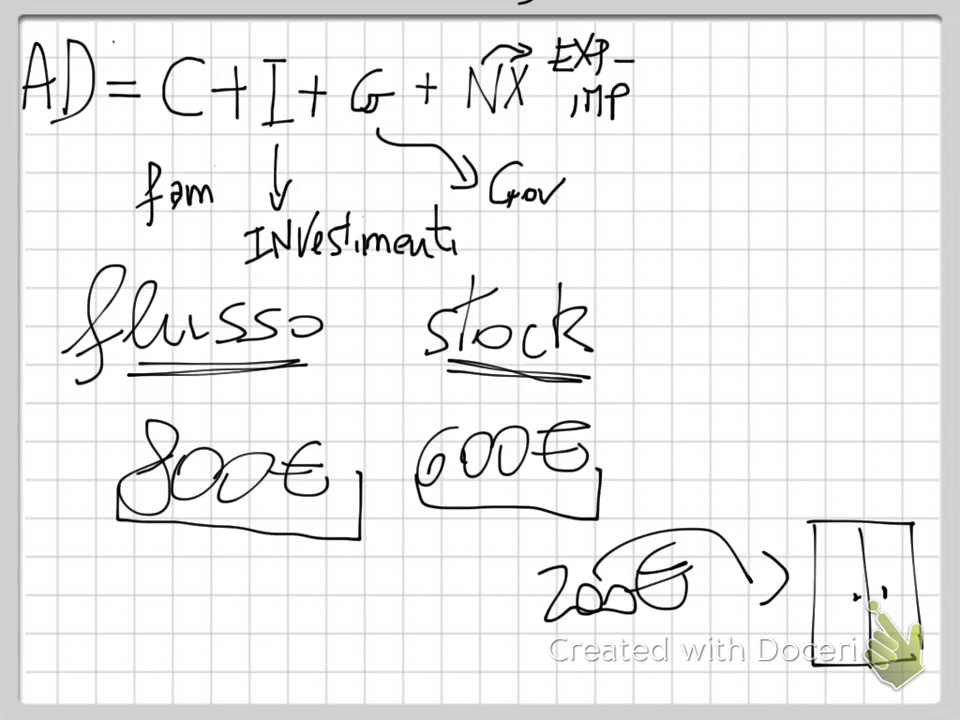 AD = C + I + G + NX EXP - IMP
fam
Gov
INVestimenti
flusso stock
800€ 600€
200€
Created with Doceri